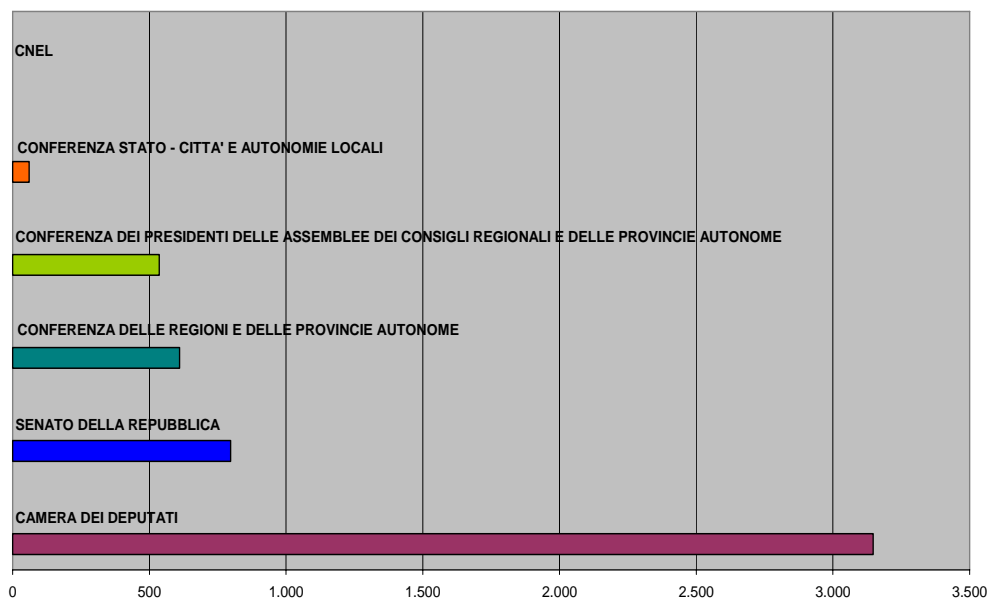 CNEL
CONFERENZA STATO - CITTA' E AUTONOMIE LOCALI
CONFERENZA DEI PRESIDENTI DELLE ASSEMBLEE DEI CONSIGLI REGIONALI E DELLE PROVINCIE AUTONOME
CONFERENZA DELLE REGIONI E DELLE PROVINCIE AUTONOME
SENATO DELLA REPUBBLICA
CAMERA DEI DEPUTATI
0 500 1.000 1.500 2.000 2.500 3.000 3.500